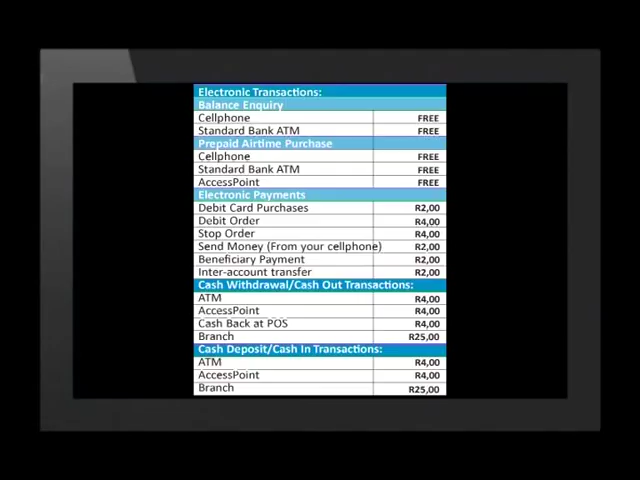 Electronic Transactions:
Balance Enquiry
Cellphone FREE
Standard Bank ATM FREE
Prepaid Airtime Purchase
Cellphone FREE
Standard Bank ATM FREE
AccessPoint FREE
Electronic Payments
Debit Card Purchases R2,00
Debit Order R4,00
Stop Order R4,00
Send Money (From your cellphone) R2,00
Beneficiary Payment R2,00
Inter-account transfer R2,00
Cash Withdrawal/Cash Out Transactions:
ATM R4,00
AccessPoint R4,00
Cash Back at POS R4,00
Branch R25,00
Cash Deposit/Cash In Transactions:
ATM R4,00
AccessPoint R4,00
Branch R25,00